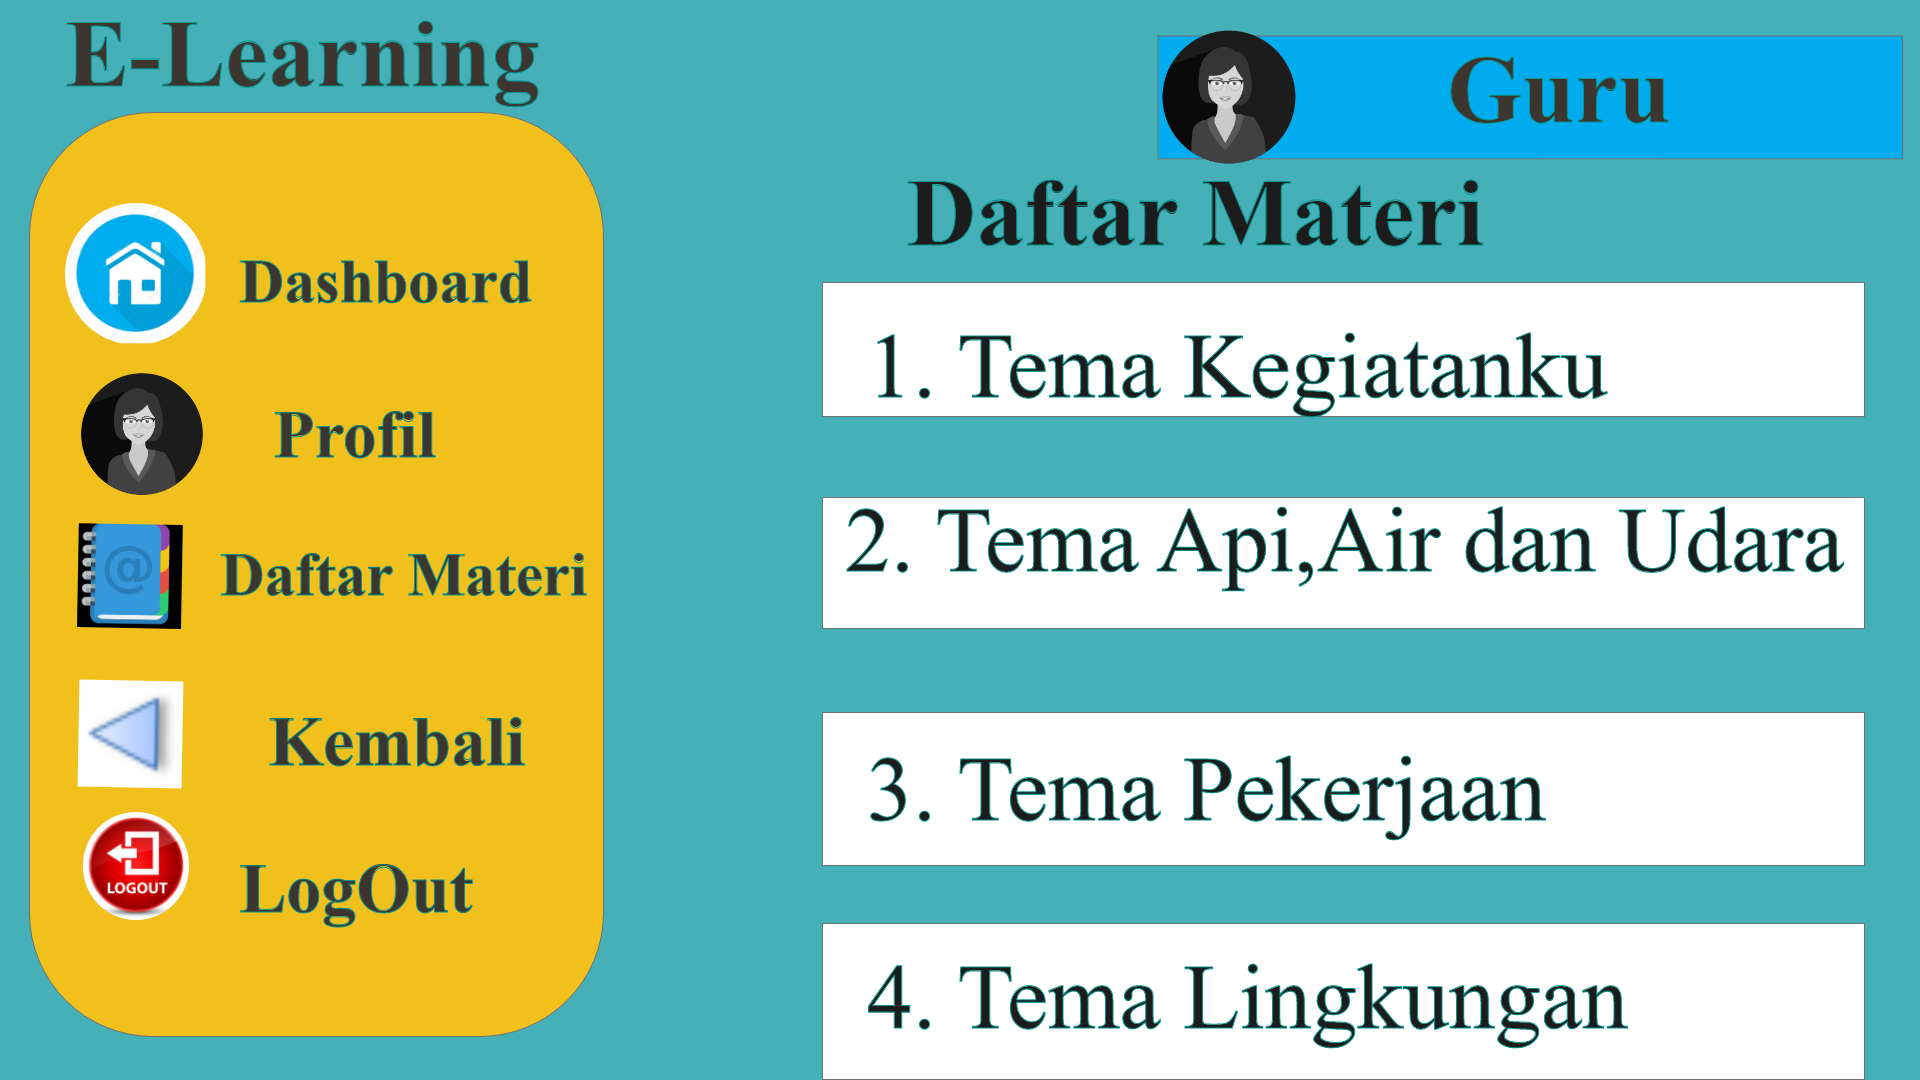 E-Learning
Guru
Dashboard
Profil
@
Daftar Materi
Kembali
LOGOUT
LogOut
Daftar Materi
1. Tema Kegiatanku
2. Tema Api,Air dan Udara
3. Tema Pekerjaan
4. Tema Lingkungan